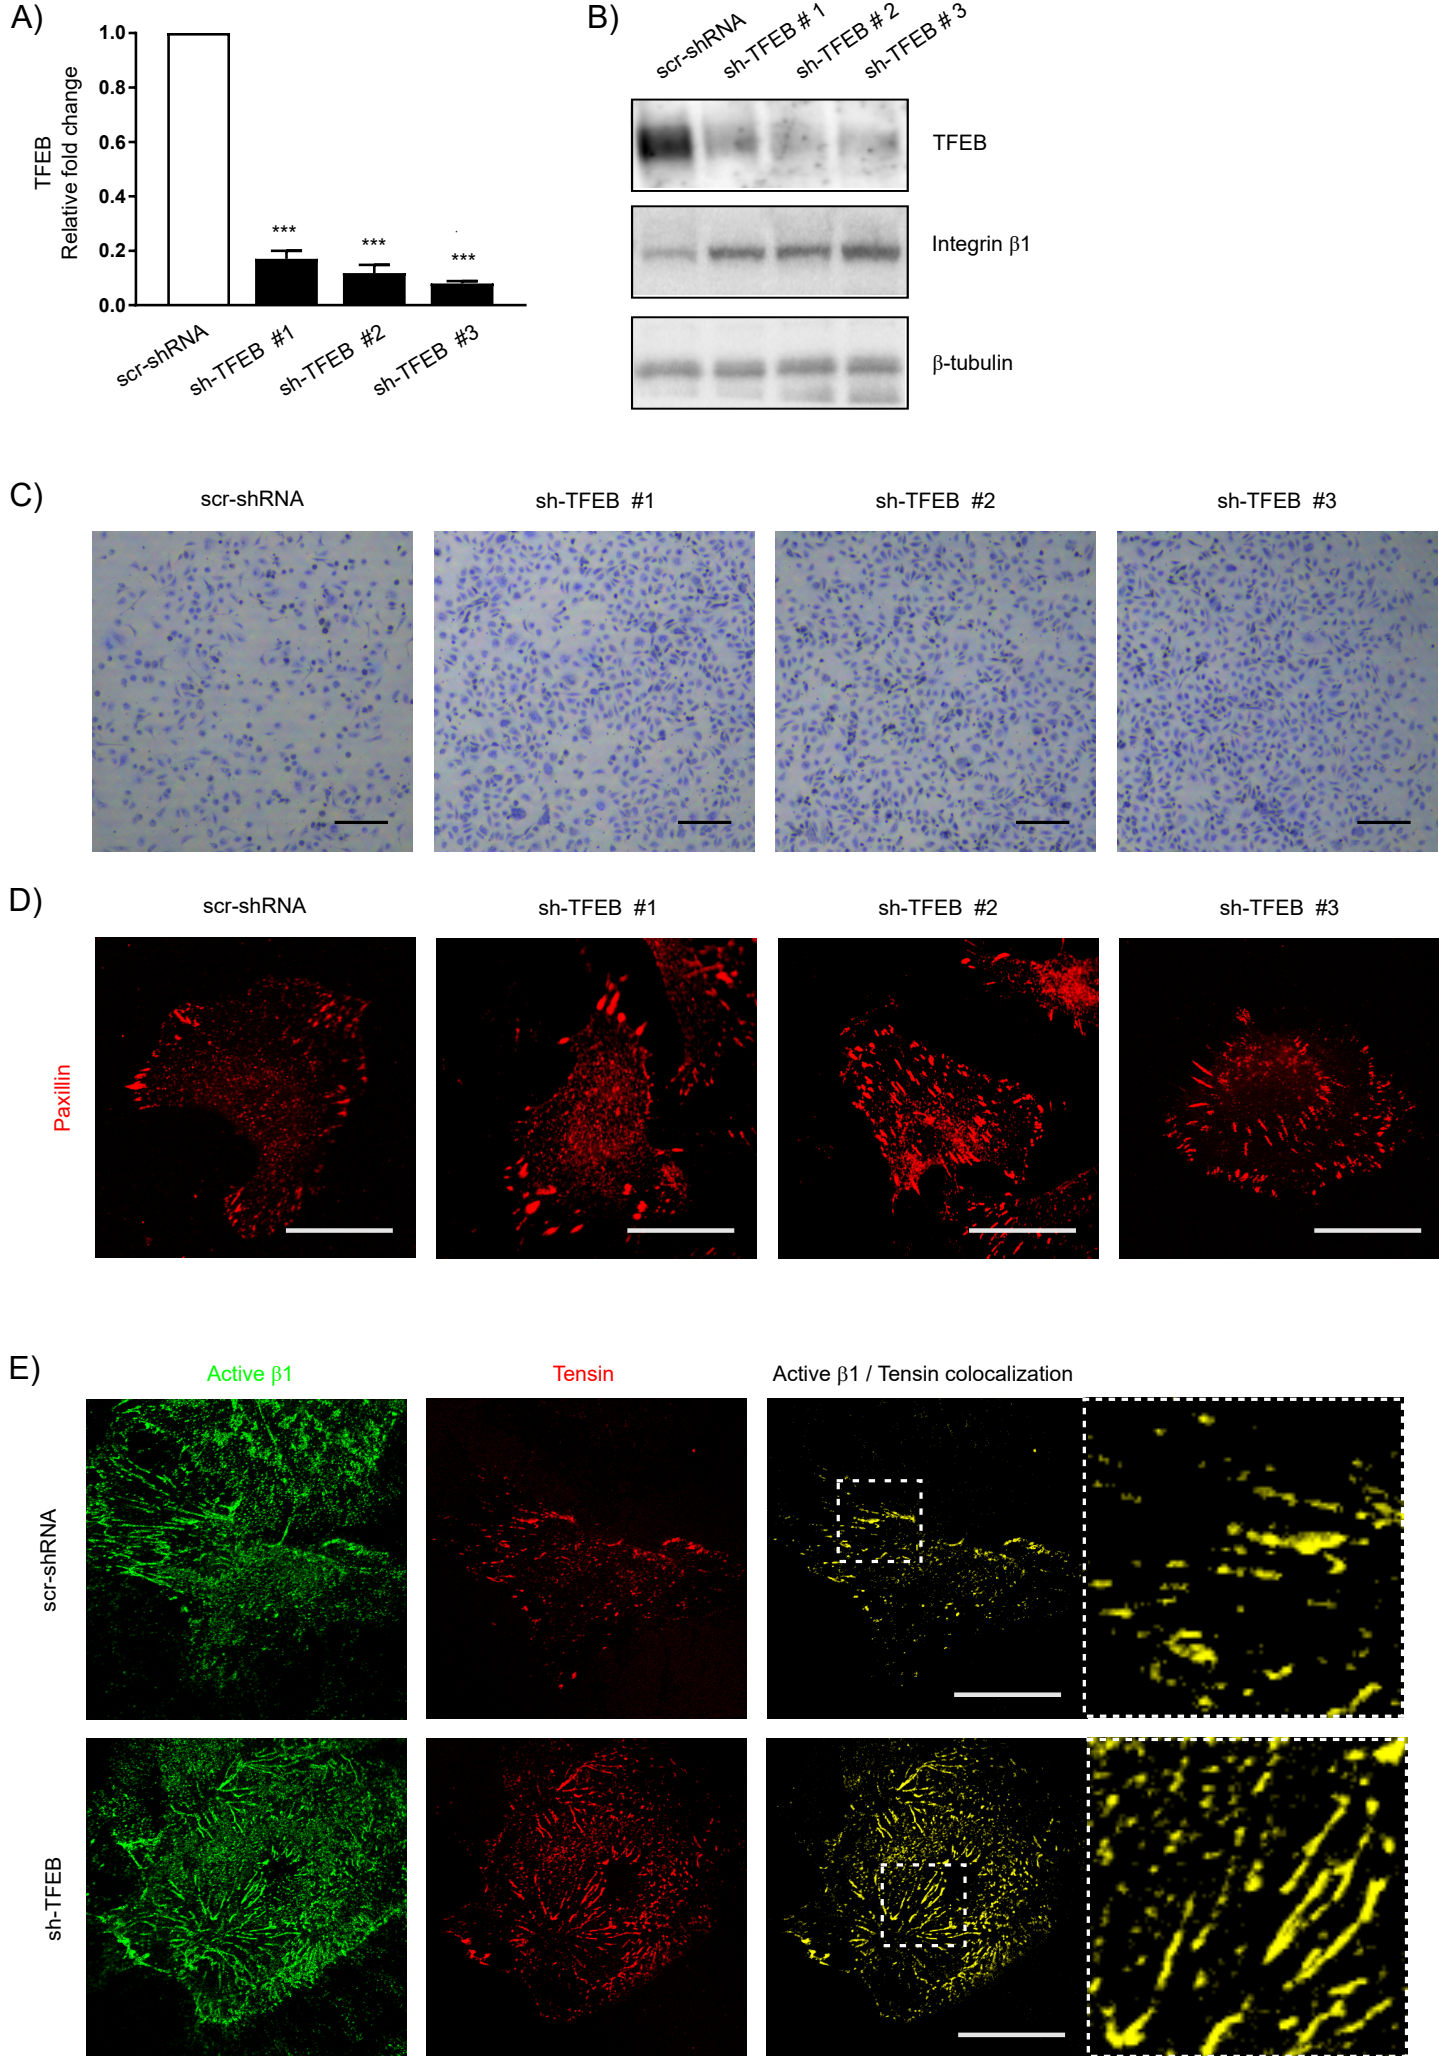 A)
TFEB
Relative fold change
1.0
0.8
0.6
0.4
0.2
0.0
***
***
***
scr-shRNA
sh-TFEB #1
sh-TFEB #2
sh-TFEB #3
B)
scr-shRNA
sh-TFEB # 1
sh-TFEB # 2
sh-TFEB # 3
TFEB
Integrin β1
β-tubulin
C)
scr-shRNA
sh-TFEB #1
sh-TFEB #2
sh-TFEB #3
D)
scr-shRNA
sh-TFEB #1
sh-TFEB #2
sh-TFEB #3
Paxillin
E)
Active β1
Tensin
Active β1 / Tensin colocalization
scr-shRNA
sh-TFEB